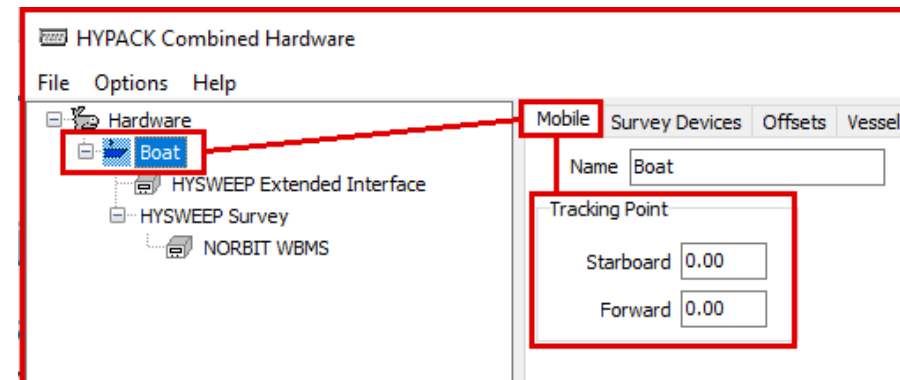 HYPACK Combined Hardware
File Options Help
Hardware
Boat
HYSWEEP Extended Interface
HYSWEEP Survey
NORBIT WBMS
Mobile Survey Devices Offsets Vessel
Name Boat
Tracking Point
Starboard 0.00
Forward 0.00